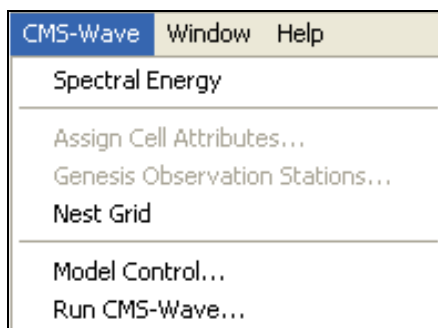 CMS-Wave Window Help
Spectral Energy
Assign Cell Attributes...
Genesis Observation Stations...
Nest Grid
Model Control...
Run CMS-Wave...